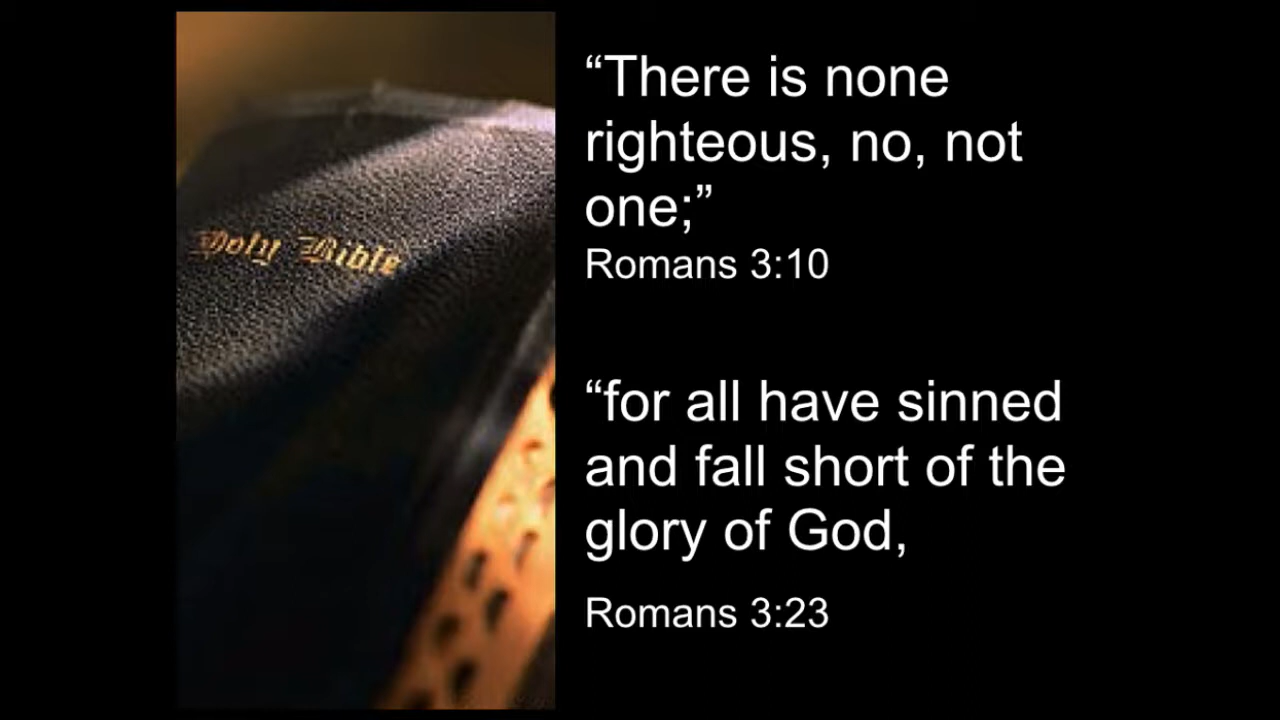 Holy Bible
“There is none
righteous, no, not
one;”
Romans 3:10
“for all have sinned
and fall short of the
glory of God,
Romans 3:23